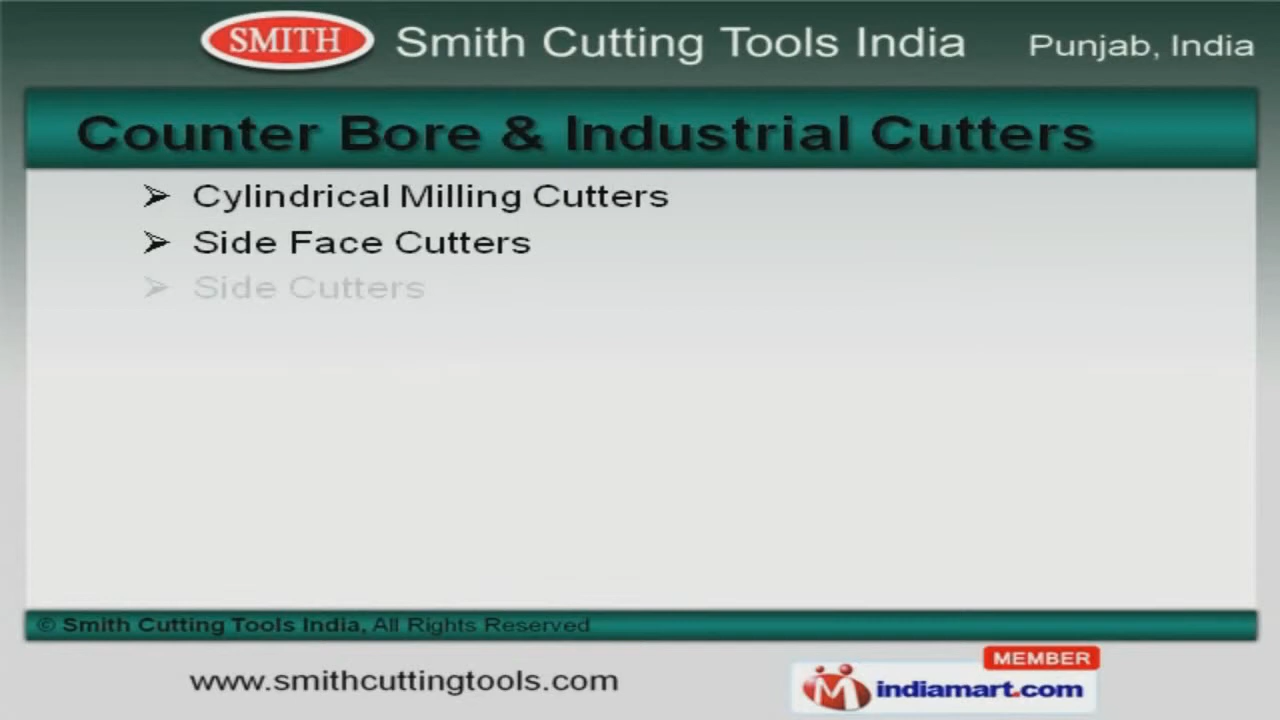 SMITH Smith Cutting Tools India Punjab, India
Counter Bore & Industrial Cutters
➢ Cylindrical Milling Cutters
➢ Side Face Cutters
➢ Side Cutters
© Smith Cutting Tools India, All Rights Reserved
MEMBER
www.smithcuttingtools.com indiamart.com